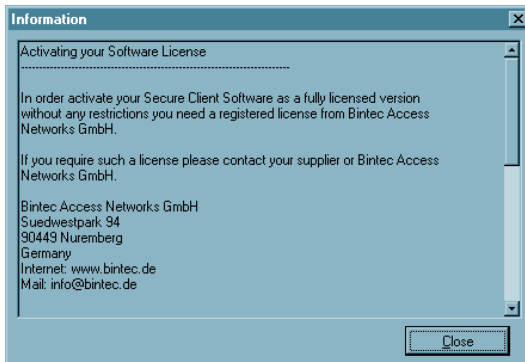 Information
Activating your Software License
--------------------------------------------------------------------
In order activate your Secure Client Software as a fully licensed version
without any restrictions you need a registered license from Bintec Access
Networks GmbH.
If you require such a license please contact your supplier or Bintec Access
Networks GmbH.
Bintec Access Networks GmbH
Suedwestpark 94
90449 Nuremberg
Germany
Internet: www.bintec.de
Mail: info@bintec.de
Close